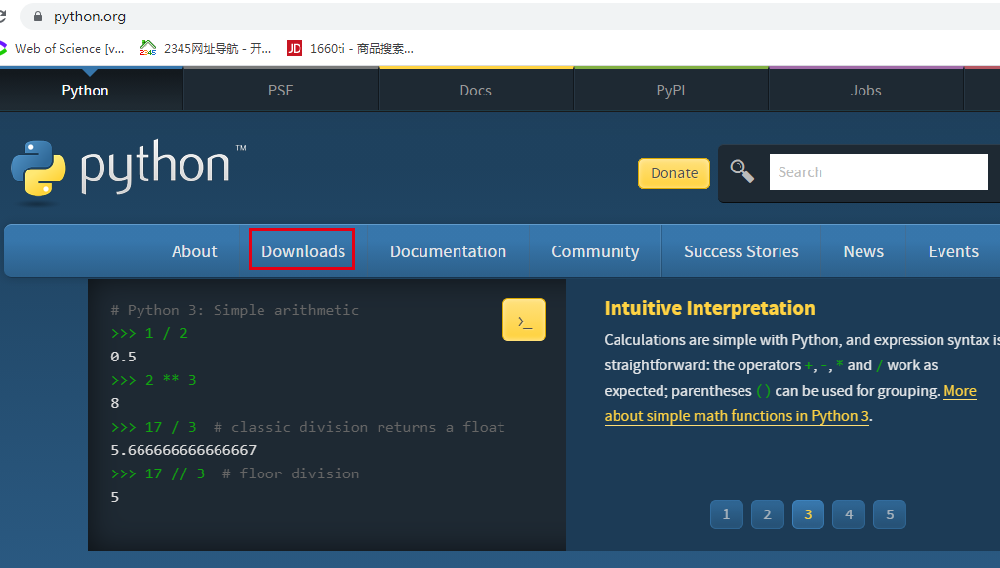 python.org
Web of Science [v... 2345网址导航 - 开... JD 1660ti - 商品搜索...
Python PSF Docs PyPI Jobs
python™
Donate
Search
About Downloads Documentation Community Success Stories News Events
# Python 3: Simple arithmetic
>>> 1 / 2
0.5
>>> 2 ** 3
8
>>> 17 / 3  # classic division returns a float
5.666666666666667
>>> 17 // 3  # floor division
5
>_
Intuitive Interpretation
Calculations are simple with Python, and expression syntax is
straightforward: the operators +, -, * and / work as
expected; parentheses () can be used for grouping. More
about simple math functions in Python 3.
1 2 3 4 5